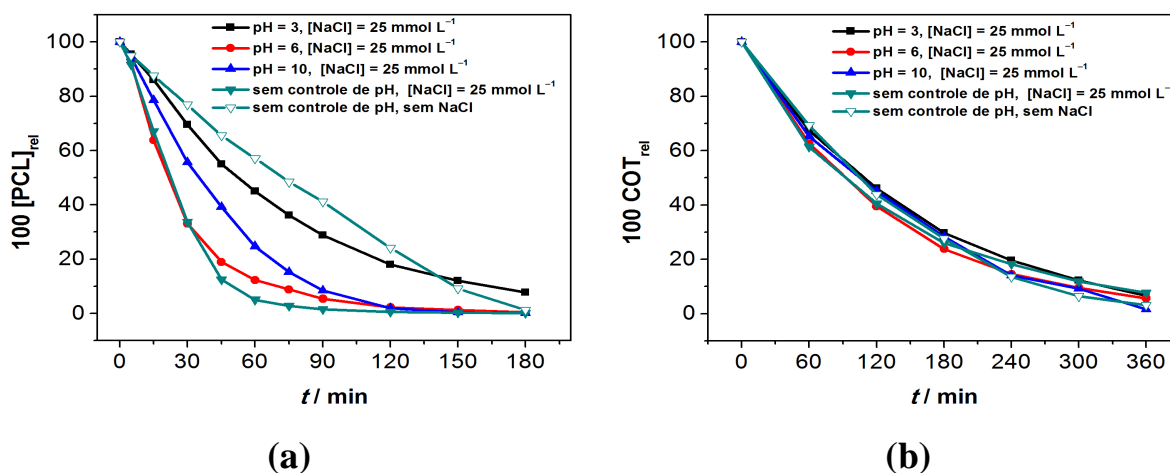 pH = 3, [NaCl] = 25 mmol L⁻¹
pH = 6, [NaCl] = 25 mmol L⁻¹
pH = 10, [NaCl] = 25 mmol L⁻¹
sem controle de pH, [NaCl] = 25 mmol L⁻¹
sem controle de pH, sem NaCl
100 [PCL]rel
100
80
60
40
20
0
0 30 60 90 120 150 180
t / min
(a)
pH = 3, [NaCl] = 25 mmol L⁻¹
pH = 6, [NaCl] = 25 mmol L⁻¹
pH = 10, [NaCl] = 25 mmol L⁻¹
sem controle de pH, [NaCl] = 25 mmol L⁻¹
sem controle de pH, sem NaCl
100 COTrel
100
80
60
40
20
0
0 60 120 180 240 300 360
t / min
(b)